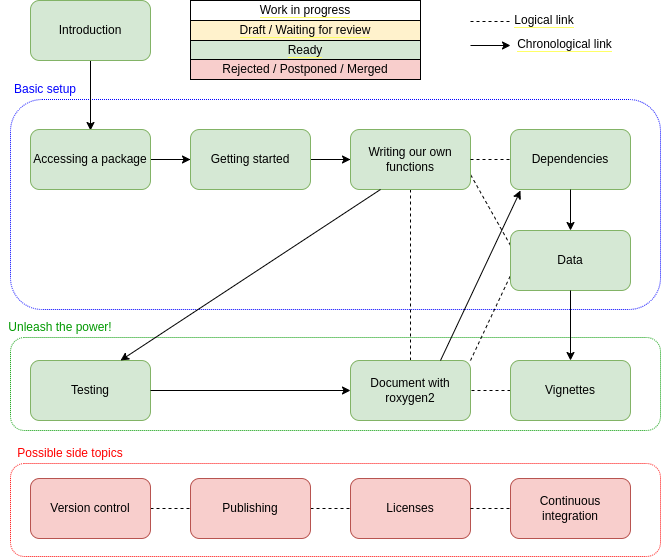 Introduction
Work in progress
Draft / Waiting for review
Ready
Rejected / Postponed / Merged
Logical link
Chronological link
Basic setup
Accessing a package
Getting started
Writing our own
functions
Dependencies
Data
Unleash the power!
Testing
Document with
roxygen2
Vignettes
Possible side topics
Version control
Publishing
Licenses
Continuous
integration